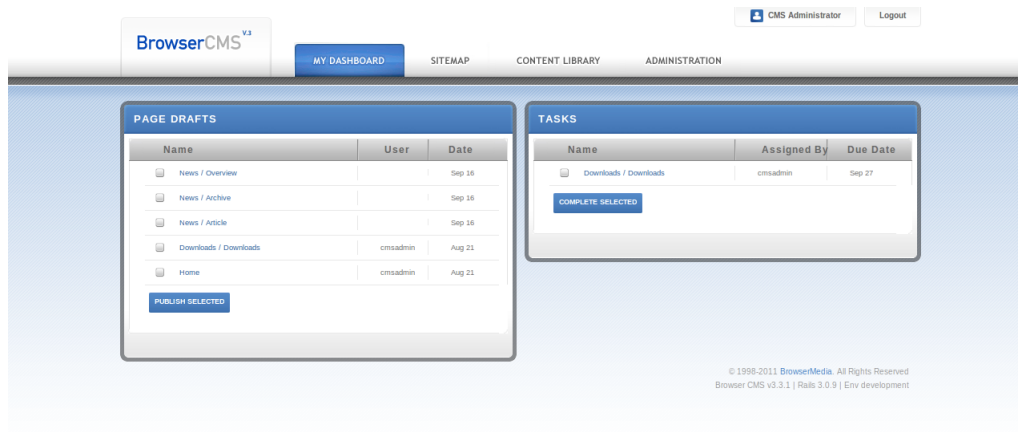 CMS Administrator Logout
BrowserCMS V.3
MY DASHBOARD SITEMAP CONTENT LIBRARY ADMINISTRATION
PAGE DRAFTS
Name User Date
News / Overview Sep 16
News / Archive Sep 16
News / Article Sep 16
Downloads / Downloads cmsadmin Aug 21
Home cmsadmin Aug 21
PUBLISH SELECTED
TASKS
Name Assigned By Due Date
Downloads / Downloads cmsadmin Sep 27
COMPLETE SELECTED
© 1998-2011 BrowserMedia. All Rights Reserved
Browser CMS v3.3.1 | Rails 3.0.9 | Env development